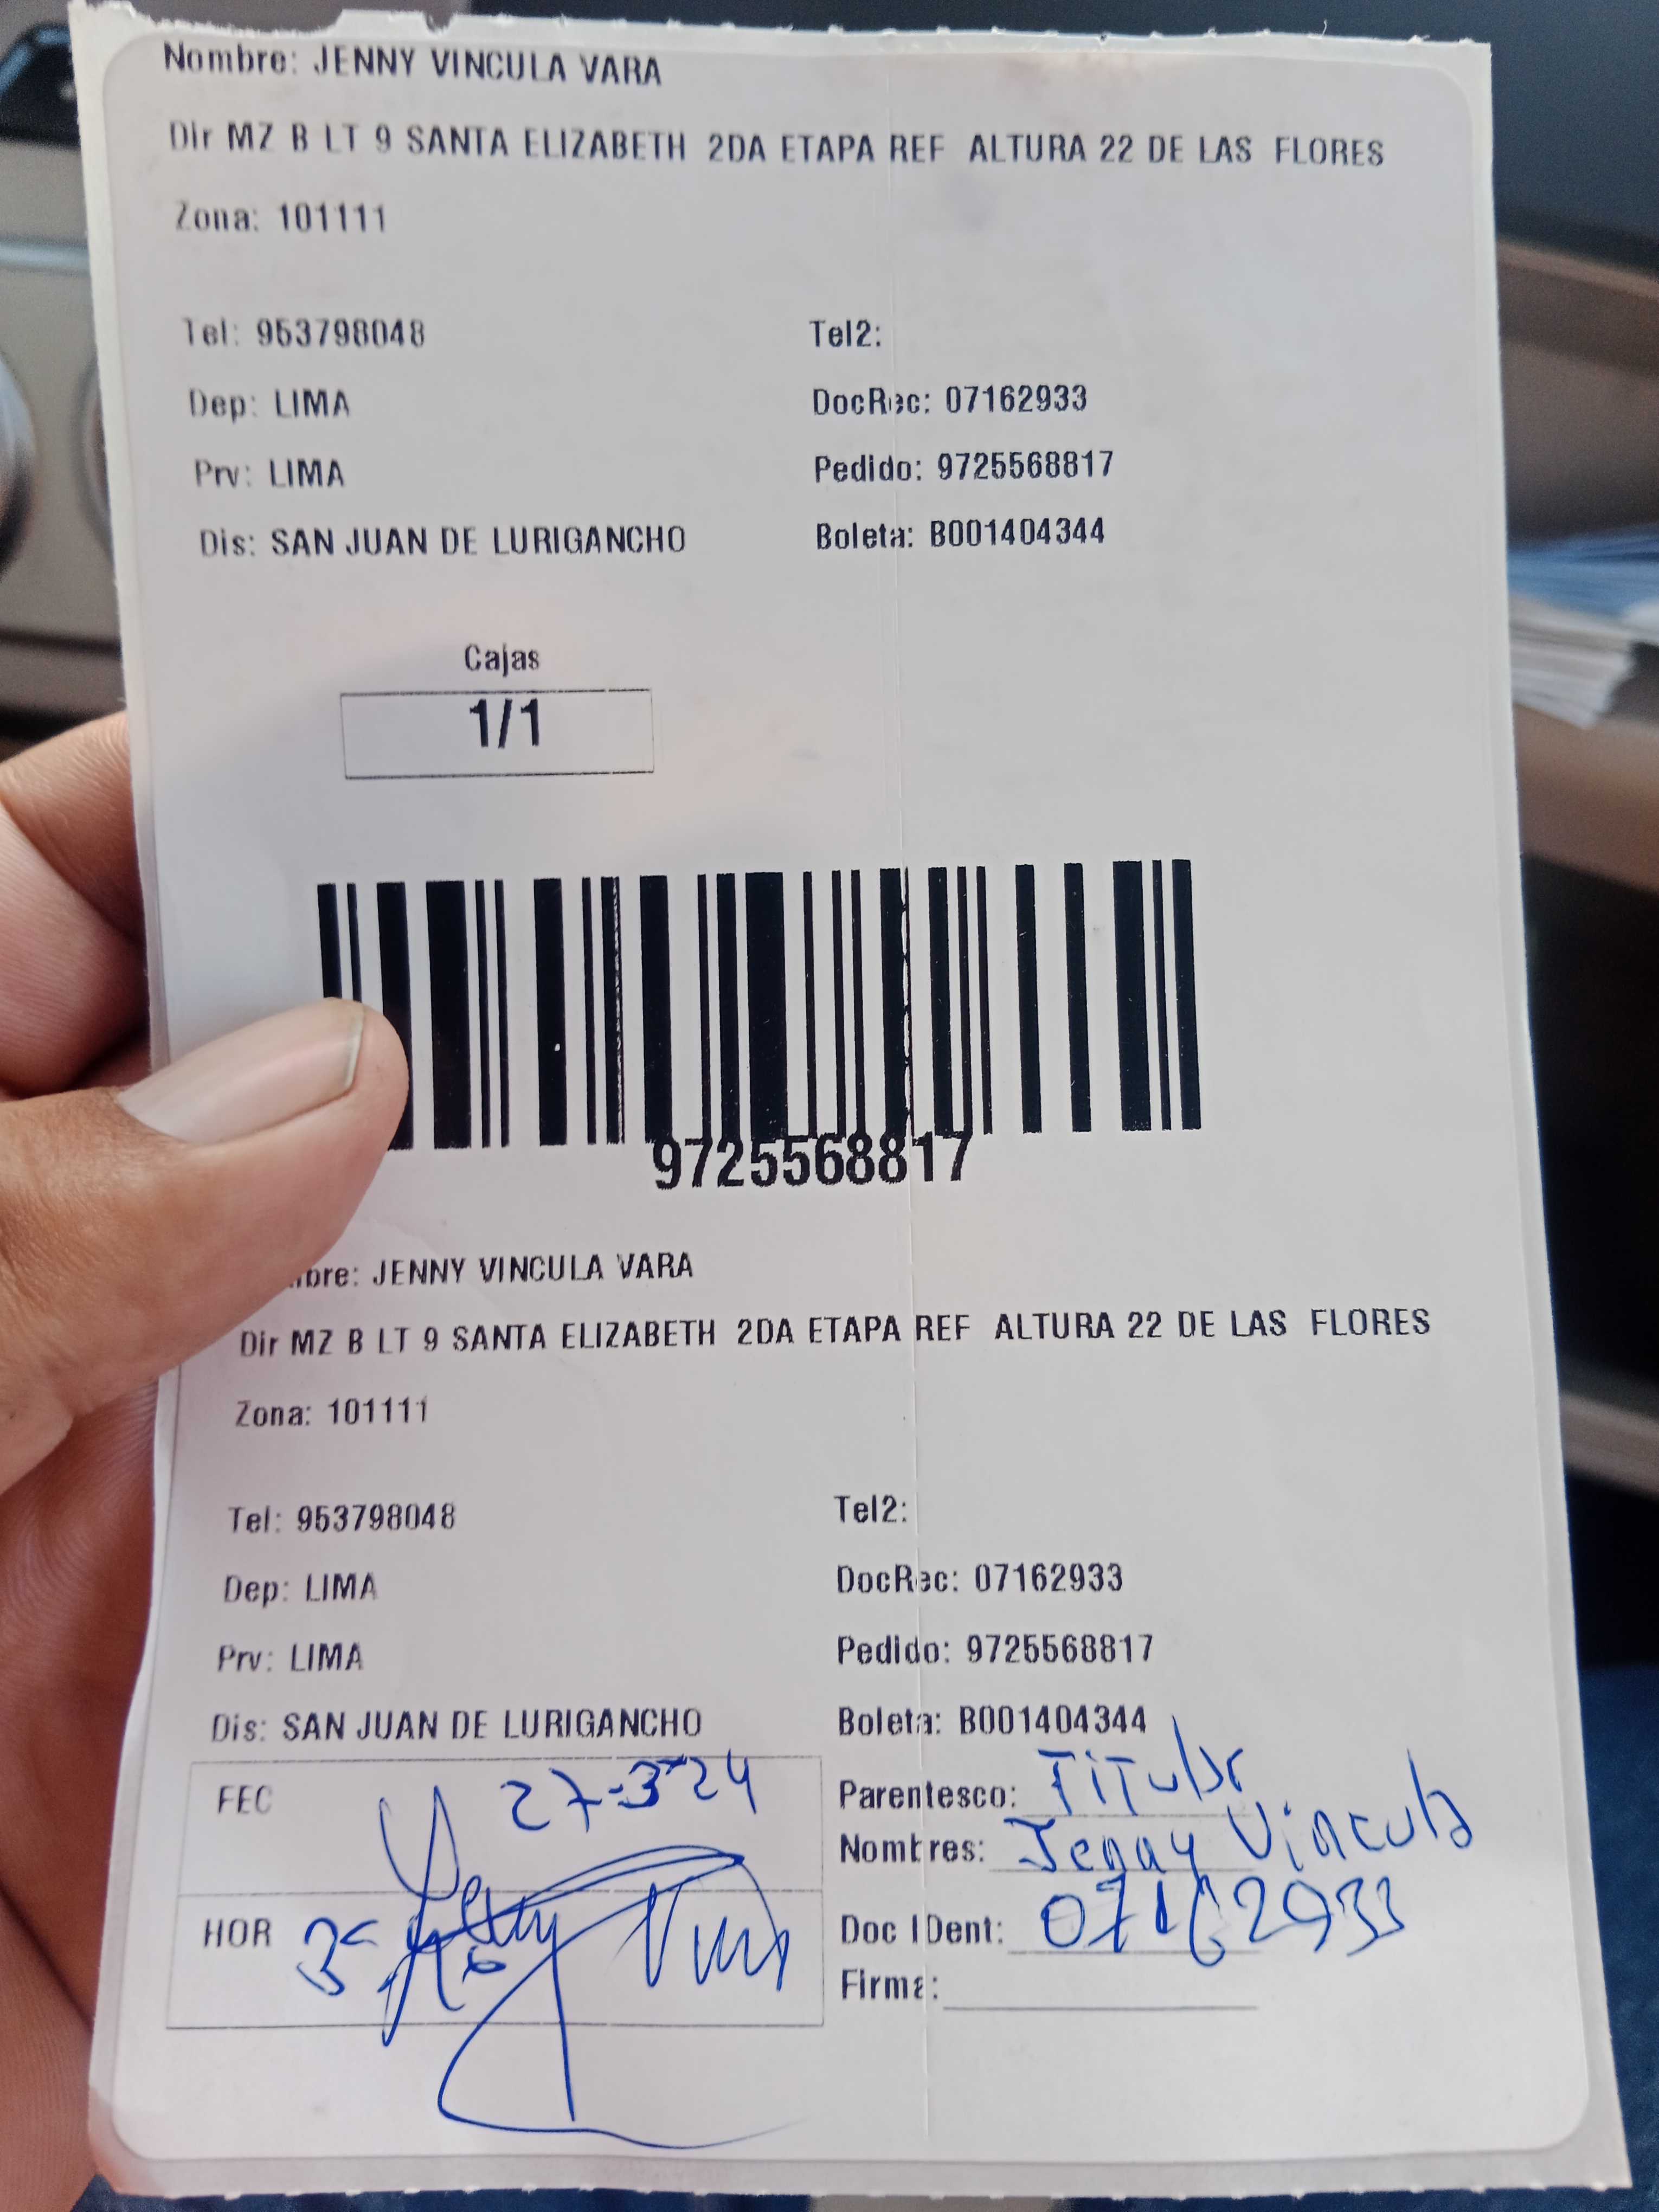 Nombre: JENNY VINCULA VARA
Dir MZ B LT 9 SANTA ELIZABETH 2DA ETAPA REF ALTURA 22 DE LAS FLORES
Zona: 101111
Tel: 953798048 Tel2:
Dep: LIMA DocRec: 07162933
Prv: LIMA Pedido: 9725568817
Dis: SAN JUAN DE LURIGANCHO Boleta: B001404344
Cajas
1/1
9725568817
bre: JENNY VINCULA VARA
Dir MZ B LT 9 SANTA ELIZABETH 2DA ETAPA REF ALTURA 22 DE LAS FLORES
Zona: 101111
Tel: 953798048 Tel2:
Dep: LIMA DocRec: 07162933
Prv: LIMA Pedido: 9725568817
Dis: SAN JUAN DE LURIGANCHO Boleta: B001404344
FEC 27-3-24 Parentesco: Titular
Nombres: Jenny Vincula
HOR Doc IDent: 07162933
Firma: